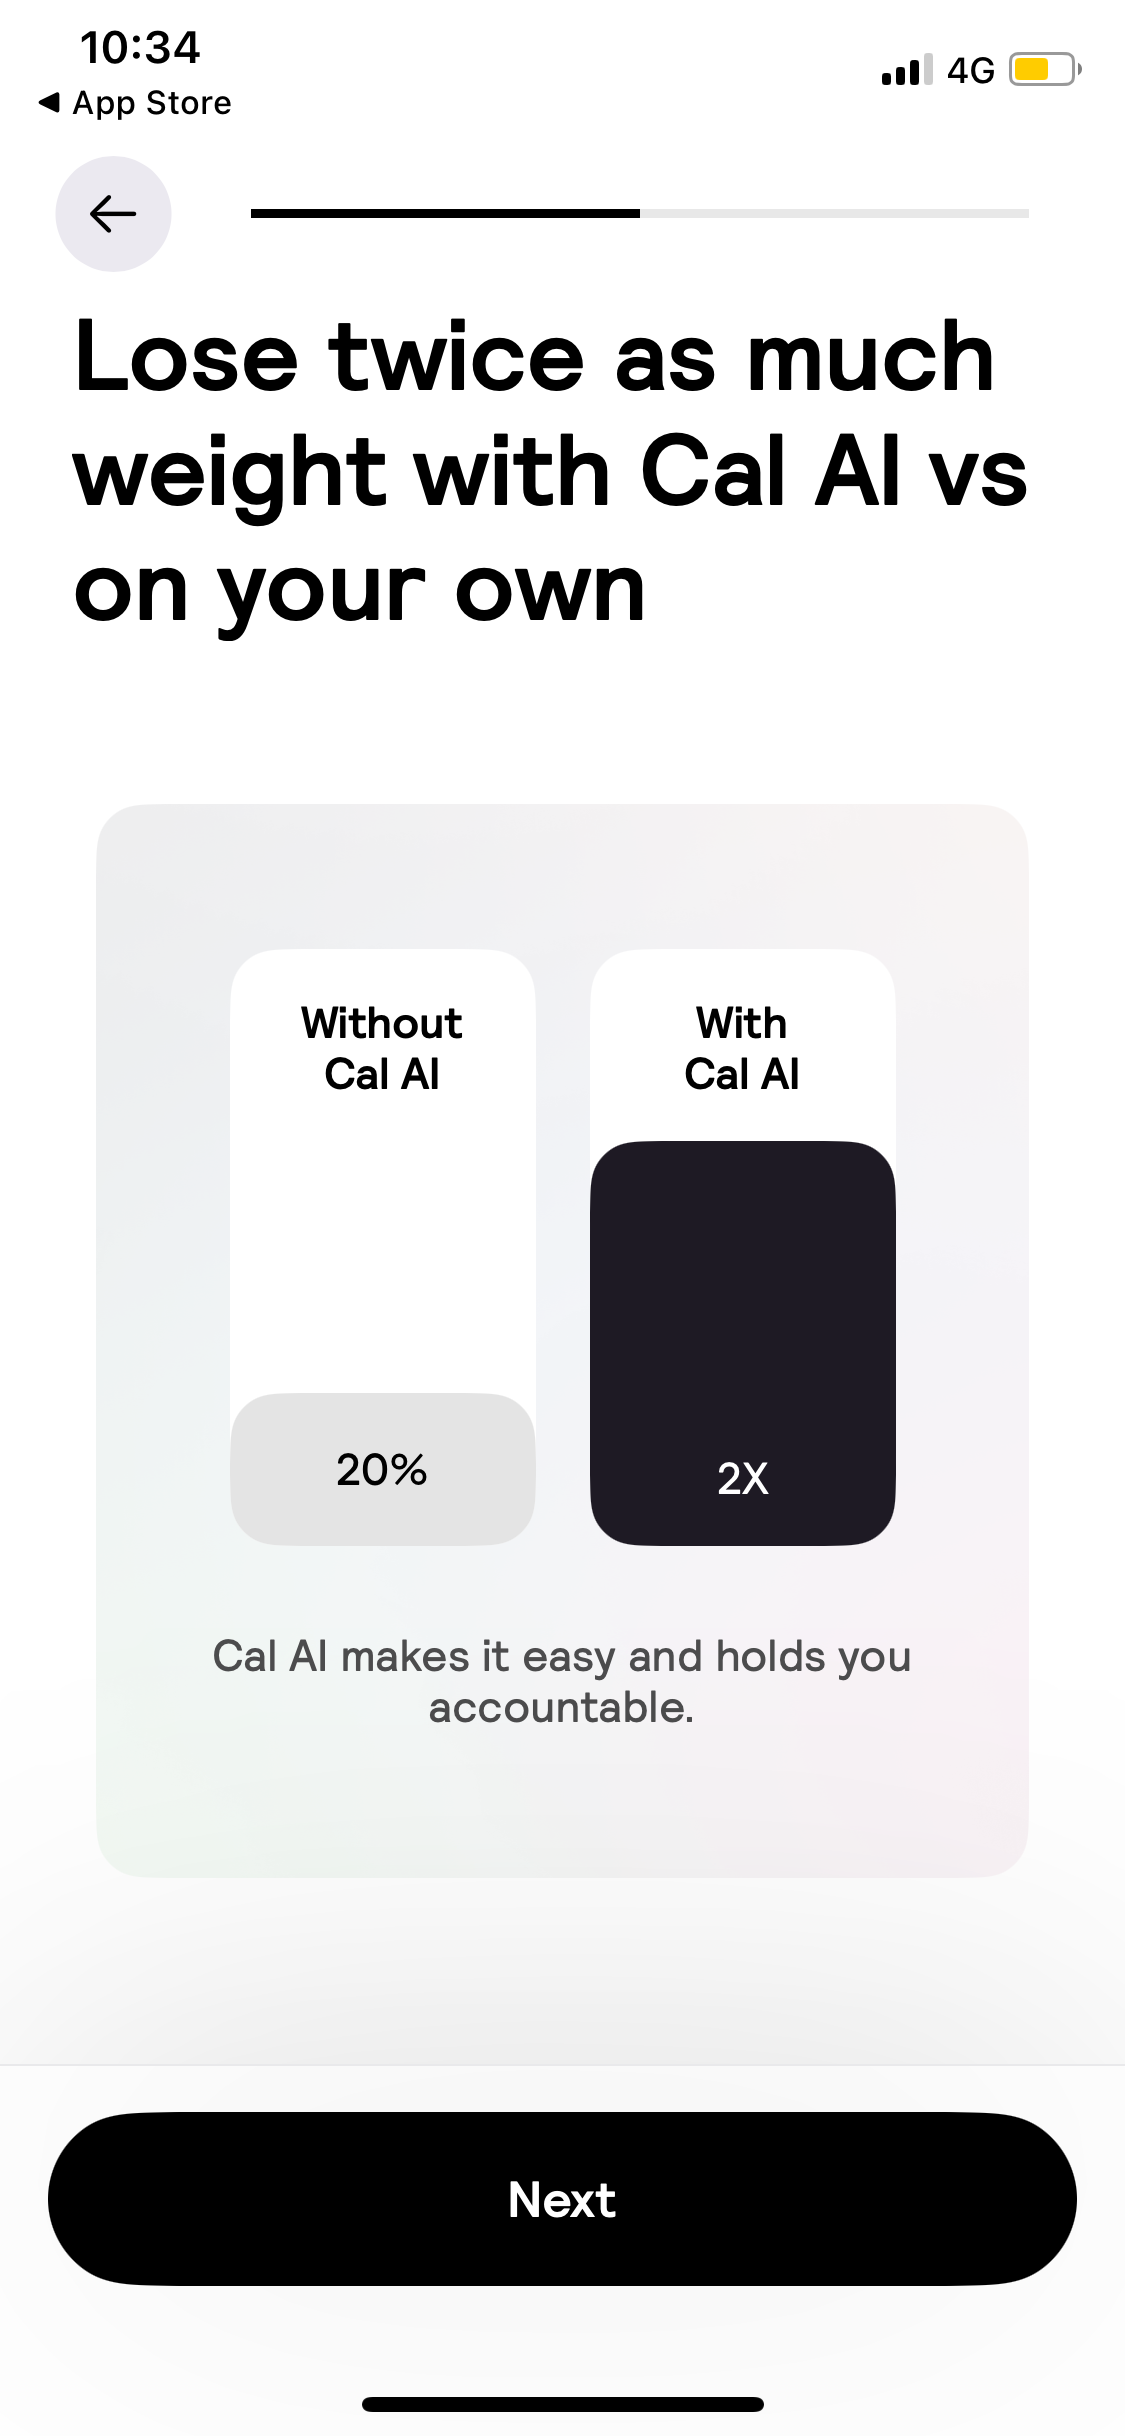 10:34
4G
◀ App Store
Lose twice as much
weight with Cal AI vs
on your own
Without
Cal AI
With
Cal AI
20%
2X
Cal AI makes it easy and holds you
accountable.
Next